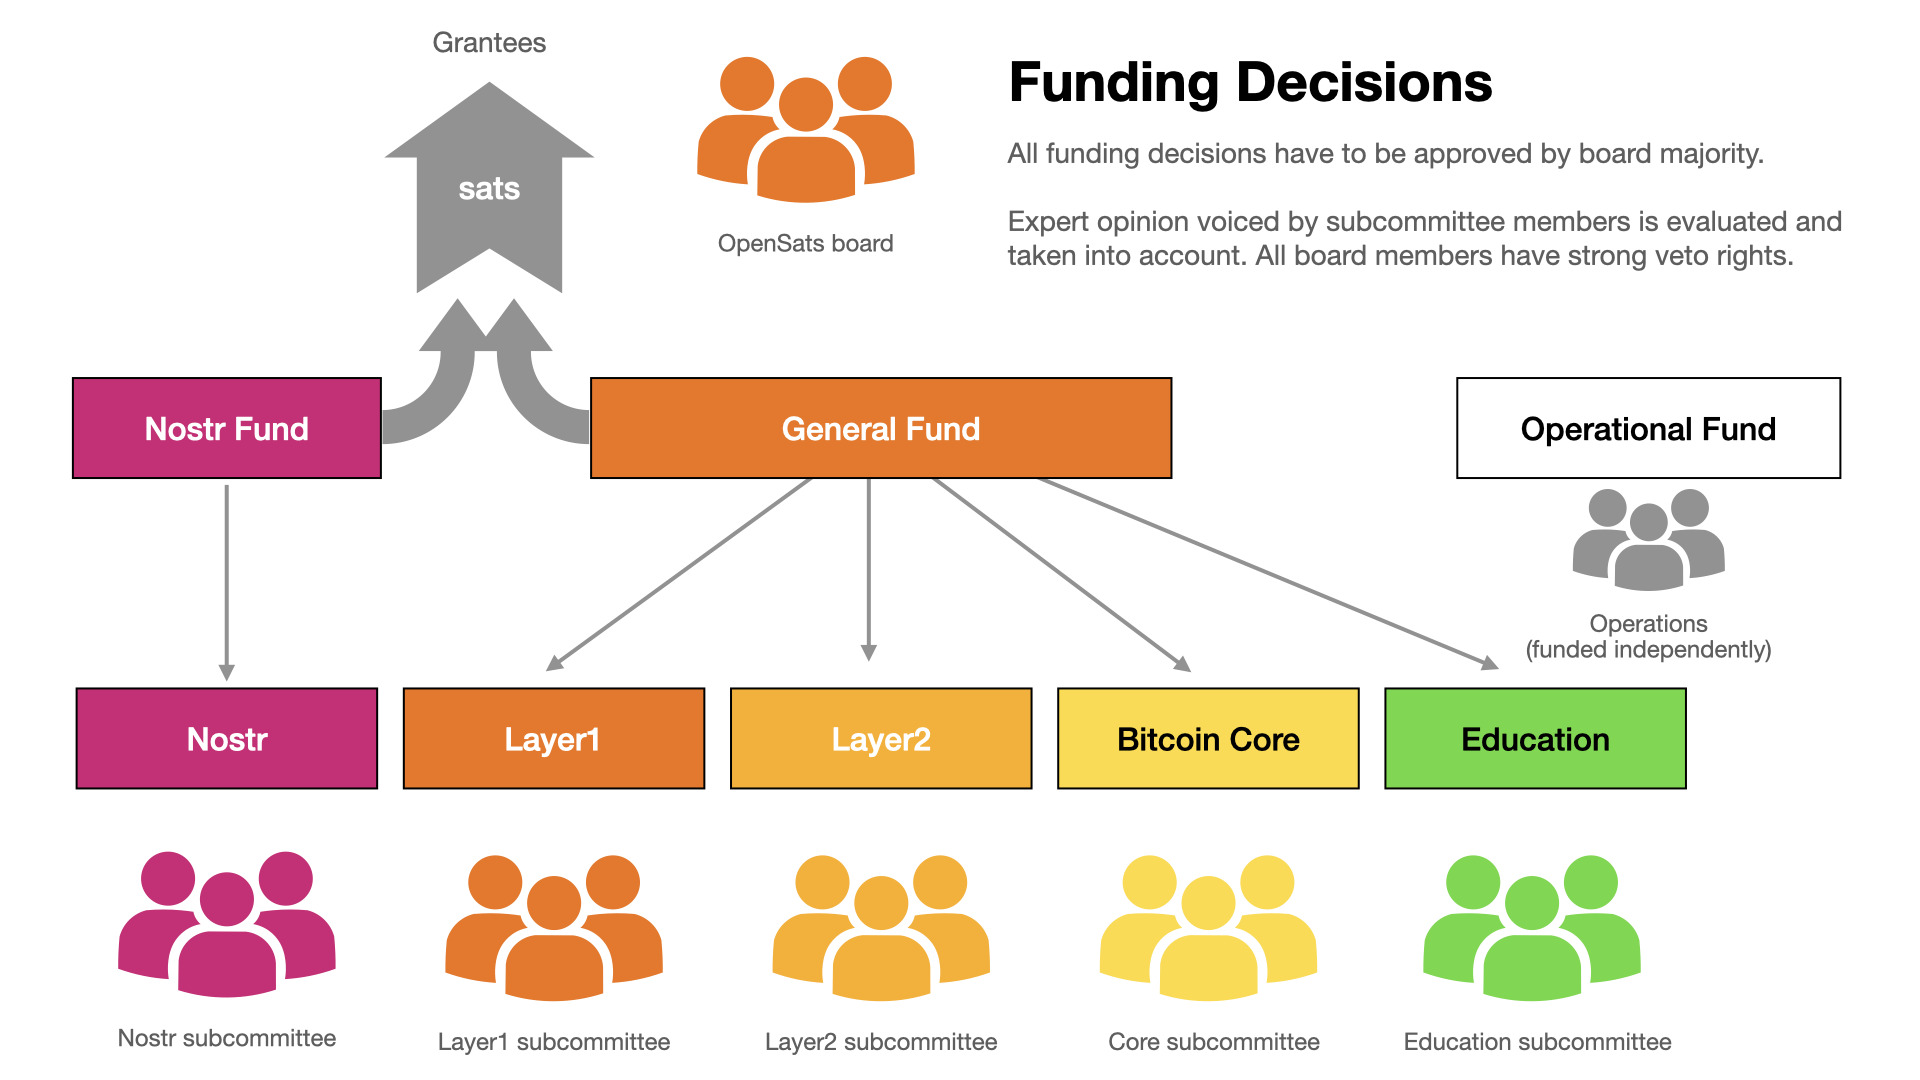 Grantees
sats
OpenSats board
Funding Decisions
All funding decisions have to be approved by board majority.
Expert opinion voiced by subcommittee members is evaluated and
taken into account. All board members have strong veto rights.
Nostr Fund
General Fund
Operational Fund
Operations
(funded independently)
Nostr
Layer1
Layer2
Bitcoin Core
Education
Nostr subcommittee
Layer1 subcommittee
Layer2 subcommittee
Core subcommittee
Education subcommittee